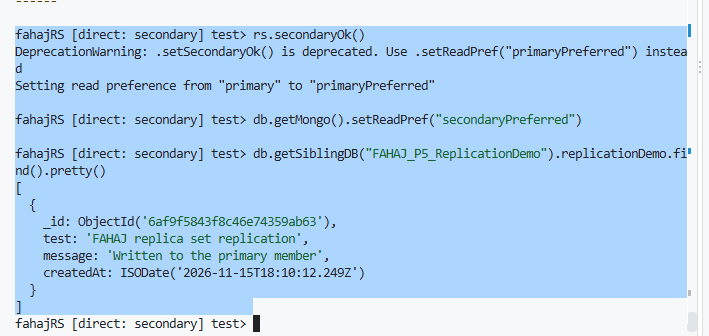 ------
fahajRS [direct: secondary] test> rs.secondaryOk()
DeprecationWarning: .setSecondaryOk() is deprecated. Use .setReadPref("primaryPreferred") instea
d
Setting read preference from "primary" to "primaryPreferred"
fahajRS [direct: secondary] test> db.getMongo().setReadPref("secondaryPreferred")
fahajRS [direct: secondary] test> db.getSiblingDB("FAHAJ_P5_ReplicationDemo").replicationDemo.fi
nd().pretty()
[
  {
    _id: ObjectId('6af9f5843f8c46e74359ab63'),
    test: 'FAHAJ replica set replication',
    message: 'Written to the primary member',
    createdAt: ISODate('2026-11-15T18:10:12.249Z')
  }
]
fahajRS [direct: secondary] test>